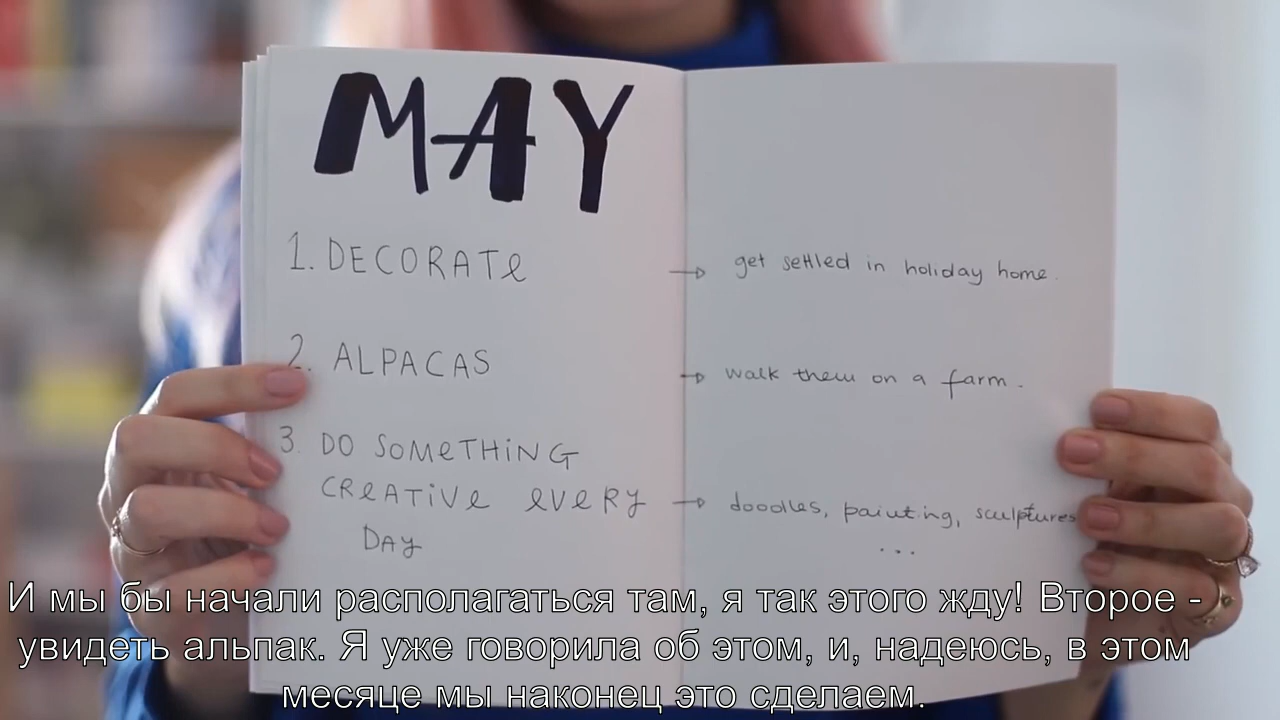 MAY
1. DECORATE → get settled in holiday home.
2. ALPACAS → walk them on a farm.
3. DO SOMETHING
CREATIVE EVERY → doodles, painting, sculptures
DAY ...
И мы бы начали располагаться там, я так этого жду! Второе -
увидеть альпак. Я уже говорила об этом, и, надеюсь, в этом
месяце мы наконец это сделаем.